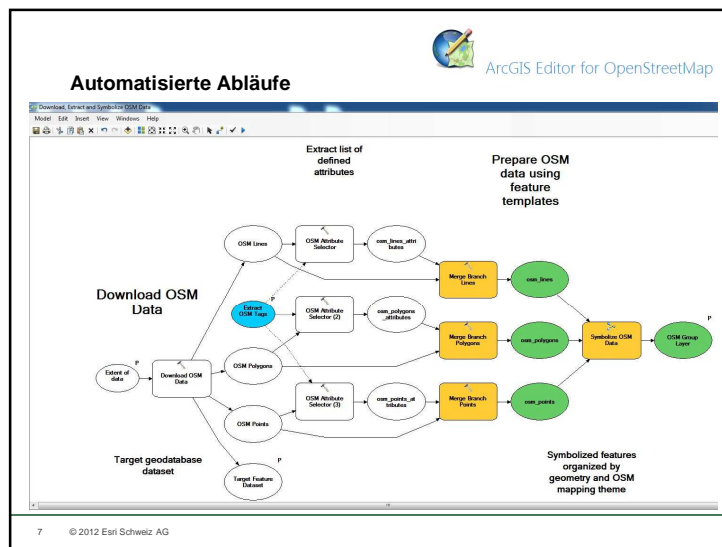 ArcGIS Editor for OpenStreetMap
Automatisierte Abläufe
Download, Extract and Symbolize OSM Data
Model Edit Insert View Windows Help
Extract list of
defined
attributes
Prepare OSM
data using
feature
templates
OSM Lines
OSM Attribute
Selector
osm_lines_attri
butes
Merge Branch
Lines
osm_lines
Download OSM
Data
P
Extract
OSM Tags
OSM Attribute
Selector (2)
osm_polygons
_attributes
Merge Branch
Polygons
osm_polygons
Symbolize OSM
Data
P
OSM Group
Layer
P
Extent of
data
Download OSM
Data
OSM Polygons
OSM Points
OSM Attribute
Selector (3)
osm_points_at
tributes
Merge Branch
Points
osm_points
Target geodatabase
dataset
P
Target Feature
Dataset
Symbolized features
organized by
geometry and OSM
mapping theme
7 © 2012 Esri Schweiz AG